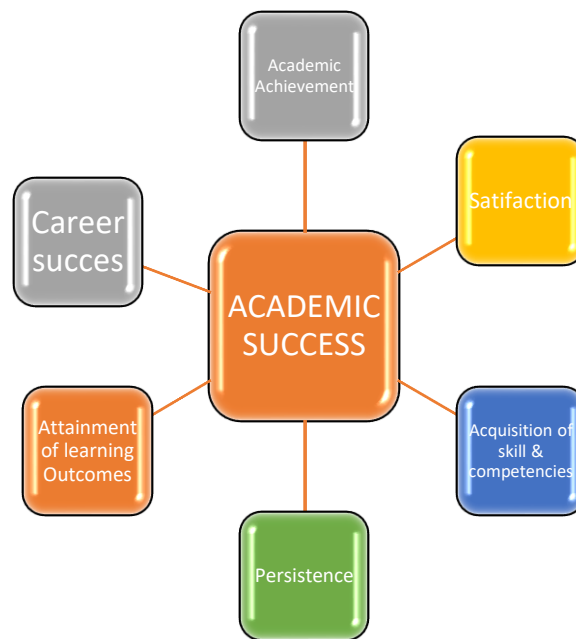 Academic
Achievement
Satifaction
Career
succes
ACADEMIC
SUCCESS
Attainment
of learning
Outcomes
Acquisition of
skill &
competencies
Persistence